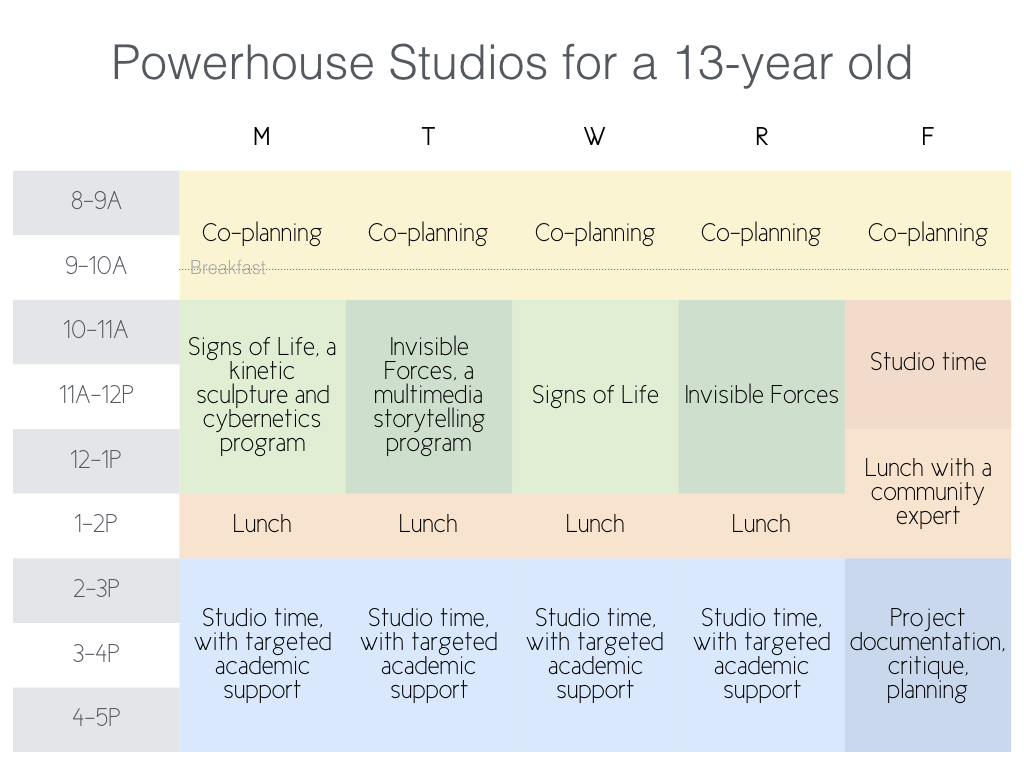 Powerhouse Studios for a 13-year old
M T W R F
8-9A
Co-planning Co-planning Co-planning Co-planning Co-planning
9-10A
Breakfast
10-11A
11A-12P
12-1P
Signs of Life, a
kinetic
sculpture and
cybernetics
program
Invisible
Forces, a
multimedia
storytelling
program
Signs of Life
Invisible Forces
Studio time
Lunch with a
community
expert
1-2P
Lunch Lunch Lunch Lunch
2-3P
3-4P
4-5P
Studio time,
with targeted
academic
support
Studio time,
with targeted
academic
support
Studio time,
with targeted
academic
support
Studio time,
with targeted
academic
support
Project
documentation,
critique,
planning